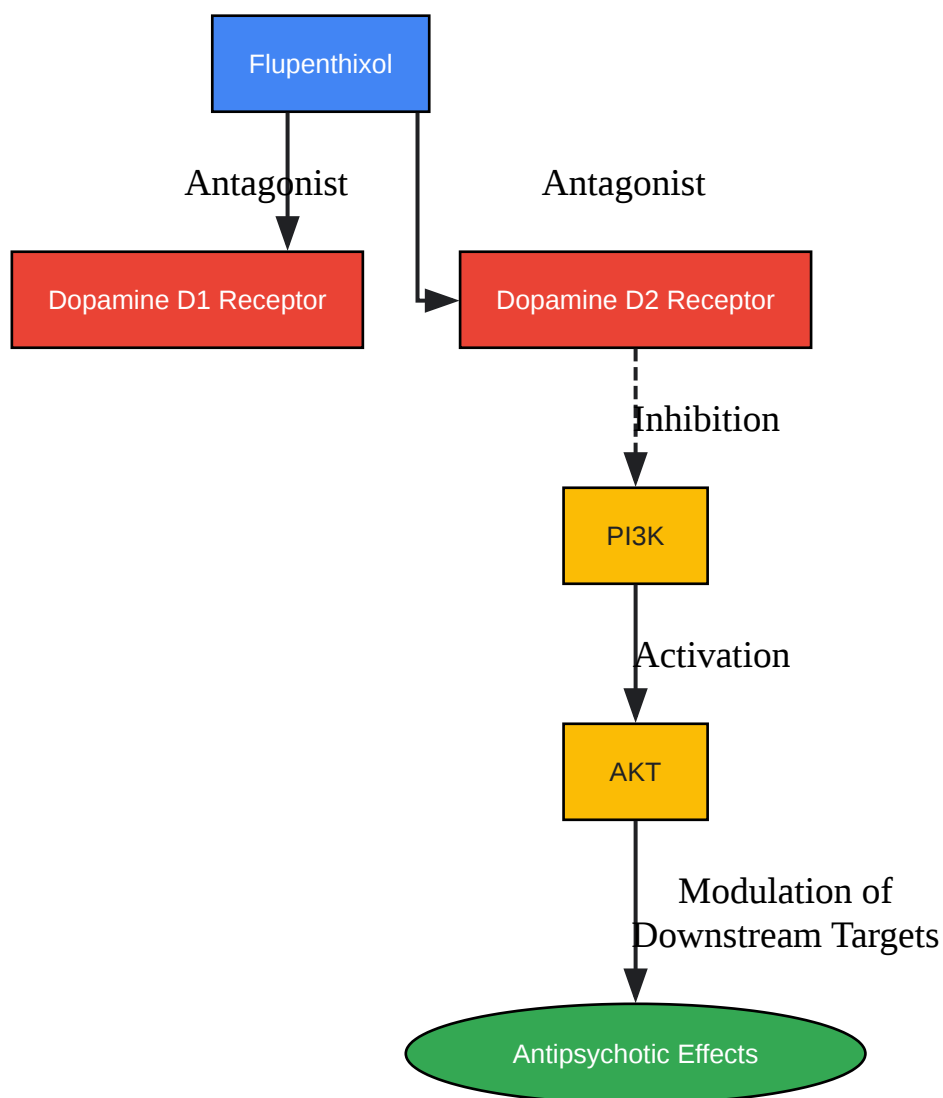 Flupenthixol
Antagonist
Antagonist
Dopamine D1 Receptor
Dopamine D2 Receptor
Inhibition
PI3K
Activation
AKT
Modulation of
Downstream Targets
Antipsychotic Effects